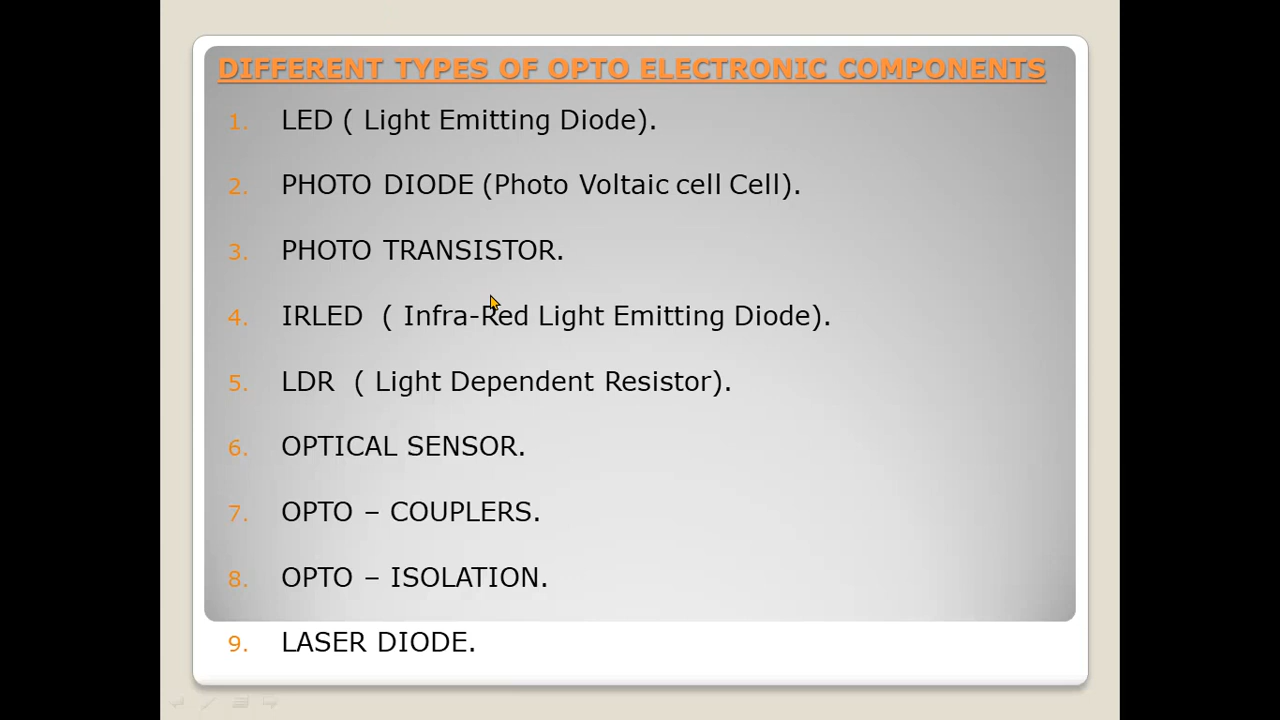 DIFFERENT TYPES OF OPTO ELECTRONIC COMPONENTS
1. LED ( Light Emitting Diode).
2. PHOTO DIODE (Photo Voltaic cell Cell).
3. PHOTO TRANSISTOR.
4. IRLED ( Infra-Red Light Emitting Diode).
5. LDR ( Light Dependent Resistor).
6. OPTICAL SENSOR.
7. OPTO – COUPLERS.
8. OPTO – ISOLATION.
9. LASER DIODE.